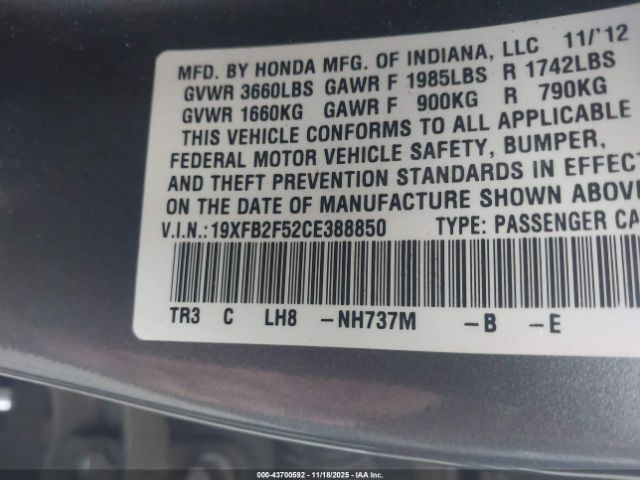 MFD. BY HONDA MFG. OF INDIANA, LLC 11/'12
GVWR 3660LBS GAWR F 1985LBS R 1742LBS
GVWR 1660KG GAWR F 900KG R 790KG
THIS VEHICLE CONFORMS TO ALL APPLICABLE
FEDERAL MOTOR VEHICLE SAFETY, BUMPER,
AND THEFT PREVENTION STANDARDS IN EFFECT
ON THE DATE OF MANUFACTURE SHOWN ABOVE
V.I.N.:19XFB2F52CE388850 TYPE: PASSENGER CA
TR3 C LH8 -NH737M -B -E
000-43700592 — 11/18/2025 — IAA Inc.